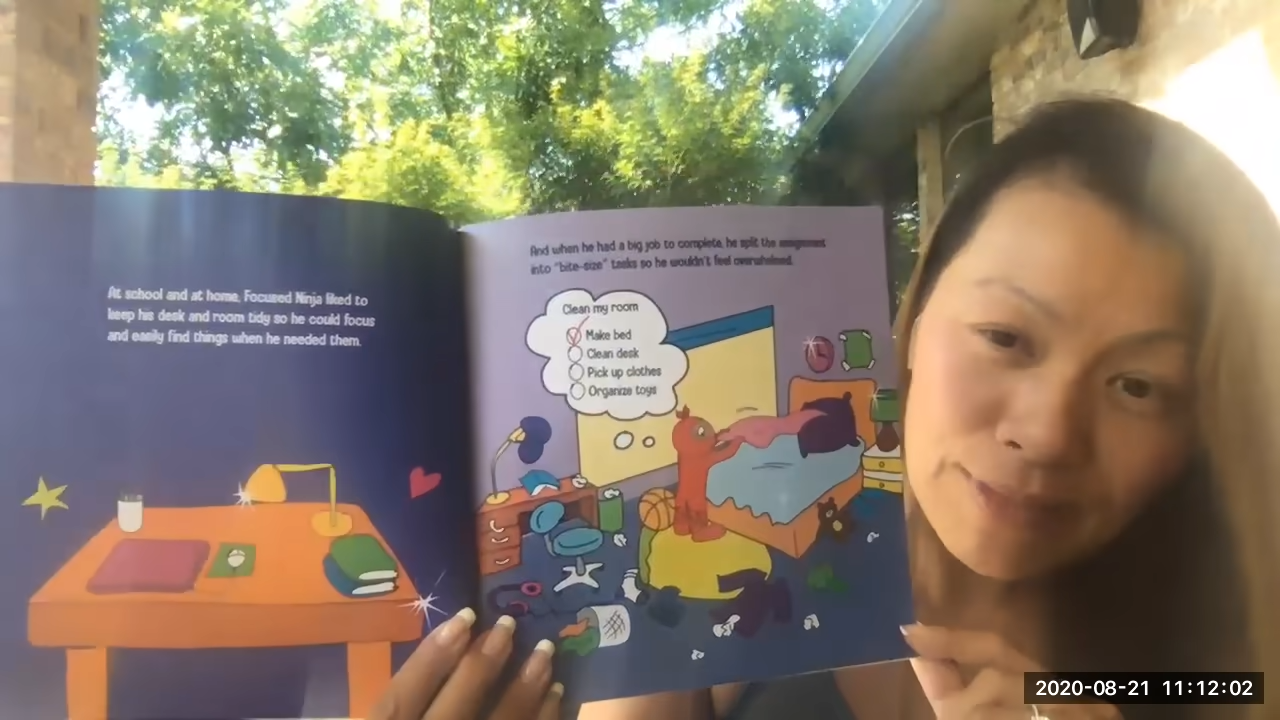 At school and at home, Focused Ninja liked to
keep his desk and room tidy so he could focus
and easily find things when he needed them.
And when he had a big job to complete, he split the assignment
into "bite-size" tasks so he wouldn't feel overwhelmed.
Clean my room
Make bed
Clean desk
Pick up clothes
Organize toys
2020-08-21 11:12:02